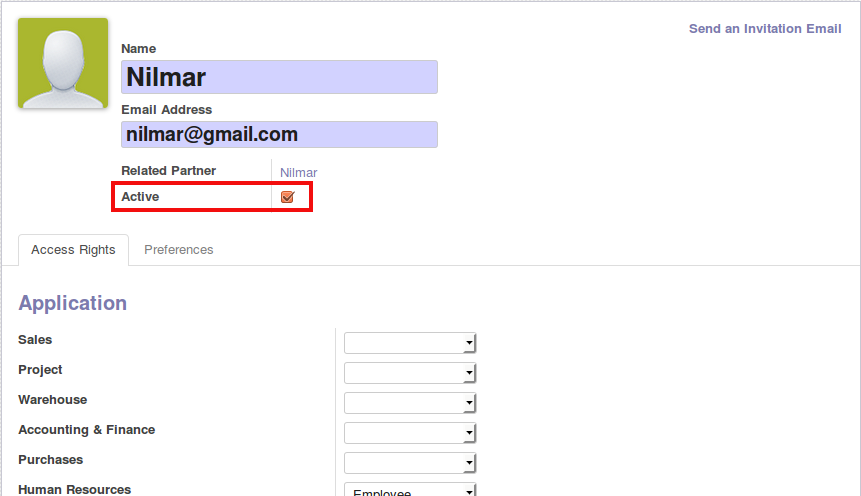 Send an Invitation Email
Name
Nilmar
Email Address
nilmar@gmail.com
Related Partner Nilmar
Active
Access Rights Preferences
Application
Sales
Project
Warehouse
Accounting & Finance
Purchases
Human Resources Employee